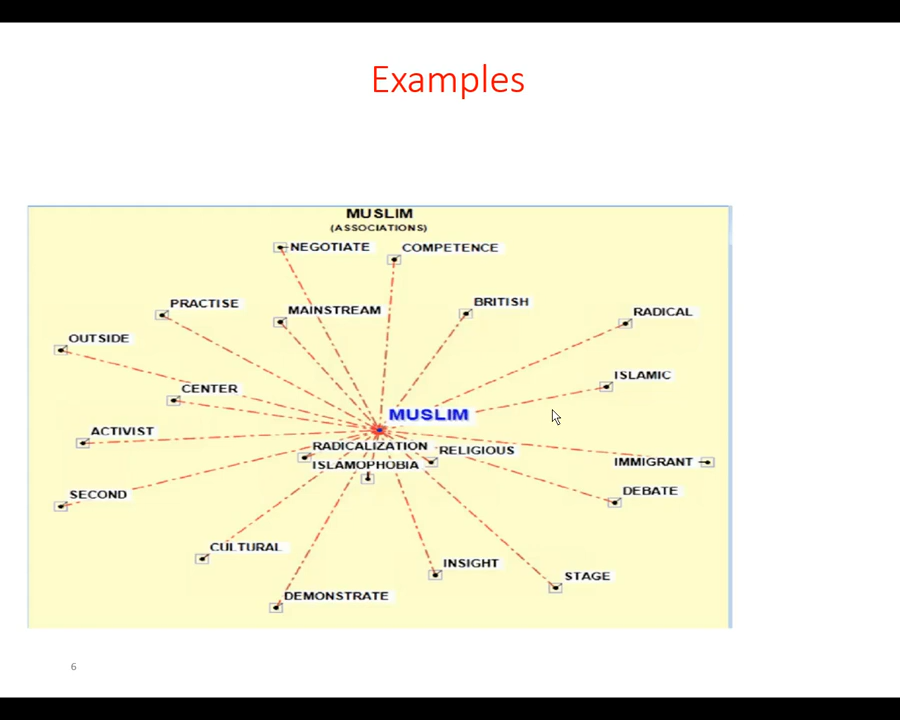 Examples
MUSLIM
(ASSOCIATIONS)
NEGOTIATE
COMPETENCE
PRACTISE
MAINSTREAM
BRITISH
RADICAL
OUTSIDE
ISLAMIC
CENTER
MUSLIM
ACTIVIST
RADICALIZATION
RELIGIOUS
ISLAMOPHOBIA
IMMIGRANT
SECOND
DEBATE
CULTURAL
INSIGHT
STAGE
DEMONSTRATE
6